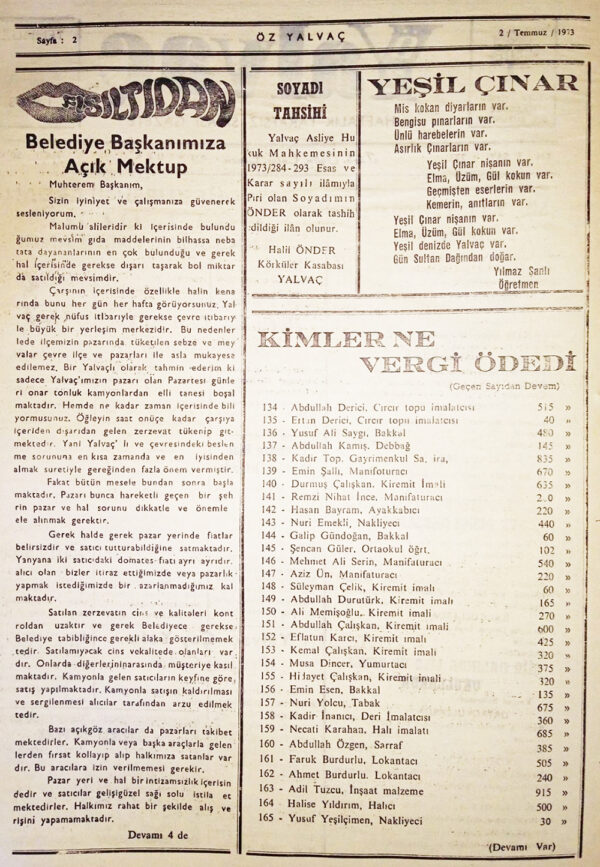 Sayfa : 2
ÖZ YALVAÇ
2 / Temmuz / 1973
FISILTIDAN
Belediye Başkanımıza
Açık Mektup
Muhterem Başkanım,
Sizin iyiniyet ve çalışmanıza güvenerek
sesleniyorum.
Malumu alileridir ki içerisinde bulundu
ğumuz mevsim gıda maddelerinin bilhassa neba
tata dayananlarının en çok bulunduğu ve gerek
hal içerisinde gerekse dışarı taşarak bol miktar
da satıldığı mevsimdir.
Çarşının içerisinde özellikle halin kena
rında bunu her gün her hafta görüyorsunuz. Yal
vaç gerek nüfus itibariyle gerekse çevre itibariy
le büyük bir yerleşim merkezidir. Bu nedenler
lede ilçemizin pazarında tüketilen sebze ve mey
valar çevre ilçe ve pazarları ile asla mukayese
edilemez. Bir Yalvaçlı olarak tahmin ederim ki
sadece Yalvaç'ımızın pazarı olan Pazartesi günle
ri onar tonluk kamyonlardan elli tanesi boşal
maktadır. Hemde ne kadar zaman içerisinde bili
yormusunuz. Öğleyin saat onüçe kadar çarşıya
içeriden dışarıdan gelen zerzevat tükenip git
mektedir. Yani Yalvaç' lı ve çevresindeki beslen
me sorununa en kısa zamanda ve en iyisinden
almak suretiyle gereğinden fazla önem vermiştir.
Fakat bütün mesele bundan sonra başla
maktadır. Pazarı bunca hareketli geçen bir şeh
rin pazar ve hal sorunu dikkatle ve önemle
ele alınmak gerektir.
Gerek halde gerek pazar yerinde fiatlar
belirsizdir ve satıcı tutturabildiğine satmaktadır.
Yanyana iki satıcıdaki domates fiatı ayrı ayrıdır.
alıcı olan bizler itiraz ettiğimizde veya pazarlık
yapmak istediğimizde bir azarlanmadığımız kal
maktadır.
Satılan zerzevatın cins ve kaliteleri kont
roldan uzaktır ve gerek Belediyece gerekse
Belediye tabibliğince gerekli alaka gösterilmemek
tedir. Satılamıyacak cins vekalitede olanları var
dır. Onlarda diğerlerinin arasında müşteriye kasıl
maktadır. Kamyonla gelen satıcıların keyfine göre,
satış yapılmaktadır. Kamyonla satışın kaldırılması
ve sergilenmesi alıcılar tarafından arzu edilmek
tedir.
Bazı açıkgöz aracılar da pazarları takibet
mektedirler. Kamyonla veya başka araçlarla gelen
lerden fırsat kollayıp alıp halkımıza satanlar var
dır. Bu aracılara izin verilmemesi gerekir.
Pazar yeri ve hal bir intizamsızlık içerisin
dedir ve satıcılar gelişigüzel sağı solu istila et
mektedirler. Halkımız rahat bir şekilde alış ve
rişini yapamamaktadır.
Devamı 4 de
SOYADI
TASHİHİ
Yalvaç Asliye Hu
kuk Mahkemesinin
1973/284-293 Esas ve
Karar sayılı ilâmıyla
Piri olan Soyadımın
ÖNDER olarak tashih
edildiği ilân olunur.
Halil ÖNDER
Körküler Kasabası
YALVAÇ
YEŞİL ÇINAR
Mis kokan diyarların var.
Bengisu pınarların var.
Ünlü harebelerin var.
Asırlık Çınarların var.
Yeşil Çınar nişanın var.
Elma, Üzüm, Gül kokun var.
Geçmişten eserlerin var.
Kemerin, anıtların var.
Yeşil Çınar nişanın var.
Elma, Üzüm, Gül kokun var.
Yeşil denizde Yalvaç var.
Gün Sultan Dağından doğar.
Yılmaz Sanlı
Öğretmen
KİMLER NE
VERGİ ÖDEDİ
(Geçen Sayıdan Devam)
134 - Abdullah Derici, Cırcır topu imalatcısı 515 »
135 - Ertan Derici, Cırcır topu imalatcısı 40 »
136 - Yusuf Ali Saygı, Bakkal 480 »
137 - Abdullah Kamış, Debbağ 145 »
138 - Kadir Top, Gayrimenkul Sa. ira, 835 »
139 - Emin Şallı, Manifaturacı 670 »
140 - Durmuş Çalışkan, Kiremit İmali 635 »
141 - Remzi Nihat İnce, Manifaturacı »
142 - Hasan Bayram, Ayakkabıcı 220 »
143 - Nuri Emekli, Nakliyeci 440 »
144 - Galip Gündoğan, Bakkal 60 »
145 - Şencan Güler, Ortaokul öğrt. 102 »
146 - Mehmet Ali Serin, Manifaturacı 540 »
147 - Aziz Ün, Manifaturacı 220 »
148 - Süleyman Çelik, Kiremit imalı 60 »
149 - Abdullah Durutürk, Kiremit imalı 165 »
150 - Ali Memişoğlu, Kiremit imalı 270 »
151 - Abdullah Çalışkan, Kiremit imalı 600 »
152 - Eflatun Karcı, Kiremit imalı 425 »
153 - Kemal Çalışkan, Kiremit imali 320 »
154 - Musa Dincer, Yumurtacı 375 »
155 - Hidayet Çalışkan, Kiremit imali 320 »
156 - Emin Esen, Bakkal 135 »
157 - Nuri Yolcu, Tabak 675 »
158 - Kadir İnanıcı, Deri İmalatcısı 360 »
159 - Necati Karahan, Halı imalatı 685 »
160 - Abdullah Özgen, Sarraf 385 »
161 - Faruk Burdurlu, Lokantacı 505 »
162 - Ahmet Burdurlu, Lokantacı 240 »
163 - Adil Tuzcu, İnşaat malzeme 915 »
164 - Halise Yıldırım, Halıcı 500 »
165 - Yusuf Yeşilçimen, Nakliyeci 30 »
(Devamı Var)